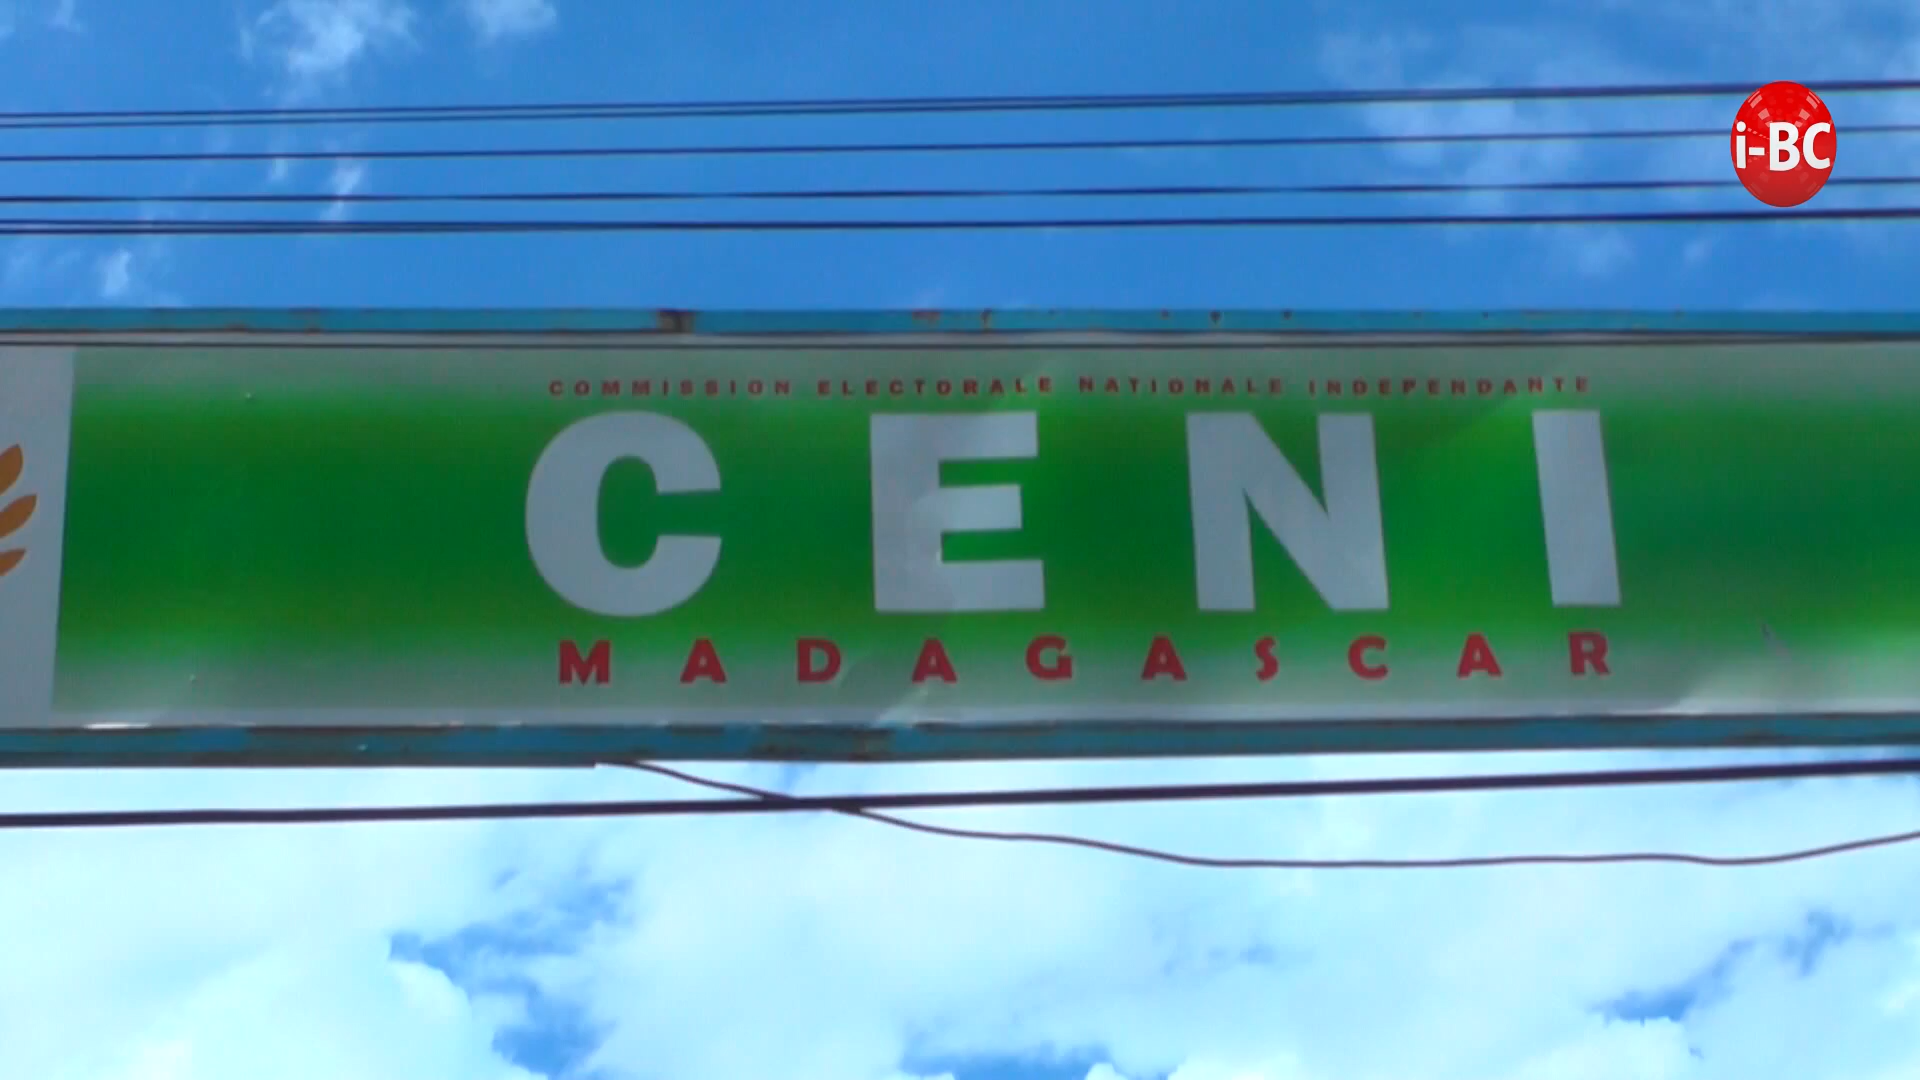 i-BC
COMMISSION ELECTORALE NATIONALE INDEPENDANTE
CENI
MADAGASCAR